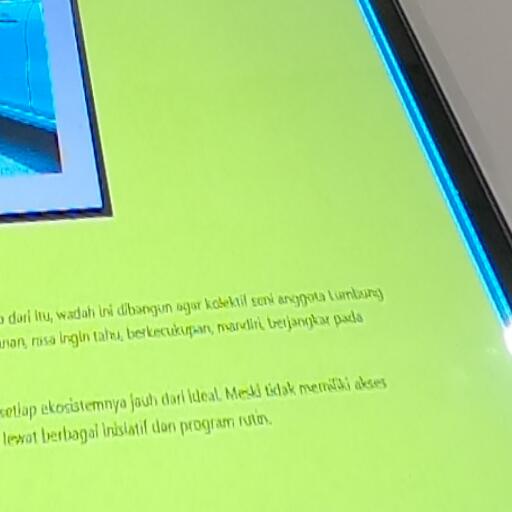 dari itu, wadah ini dibangun agar kolektif seni anggota Lumbung
rasa ingin tahu, berkecukupan, mandiri, berjangkar pada
setiap ekosistemnya jauh dari ideal. Meski tidak memiliki akses
lewat berbagai inisiatif dan program rutin.